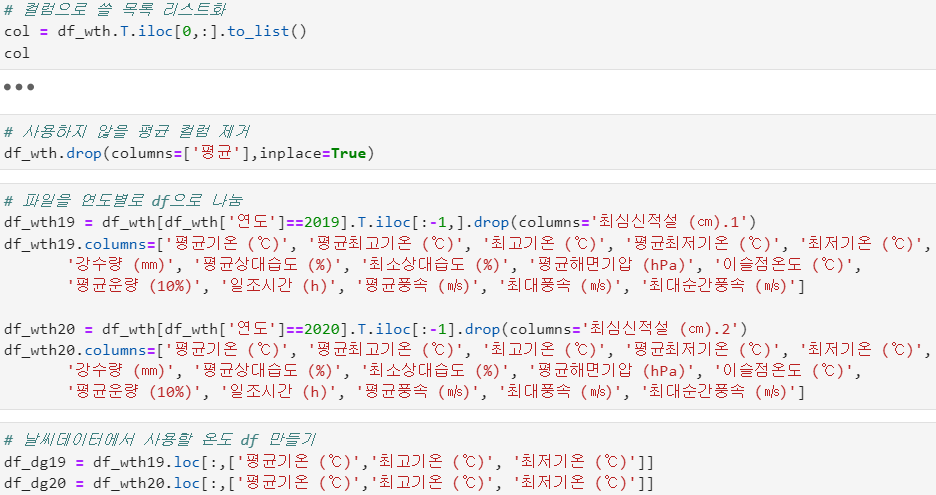 # 컬럼으로 쓸 목록 리스트화
col = df_wth.T.iloc[0,:].to_list()
col
# 사용하지 않을 평균 컬럼 제거
df_wth.drop(columns=['평균'],inplace=True)
# 파일을 연도별로 df으로 나눔
df_wth19 = df_wth[df_wth['연도']==2019].T.iloc[:-1,].drop(columns='최심신적설 (㎝).1')
df_wth19.columns=['평균기온 (℃)', '평균최고기온 (℃)', '최고기온 (℃)', '평균최저기온 (℃)', '최저기온 (℃)',
'강수량 (㎜)', '평균상대습도 (%)', '최소상대습도 (%)', '평균해면기압 (hPa)', '이슬점온도 (℃)',
'평균운량 (10%)', '일조시간 (h)', '평균풍속 (㎧)', '최대풍속 (㎧)', '최대순간풍속 (㎧)']
df_wth20 = df_wth[df_wth['연도']==2020].T.iloc[:-1].drop(columns='최심신적설 (㎝).2')
df_wth20.columns=['평균기온 (℃)', '평균최고기온 (℃)', '최고기온 (℃)', '평균최저기온 (℃)', '최저기온 (℃)',
'강수량 (㎜)', '평균상대습도 (%)', '최소상대습도 (%)', '평균해면기압 (hPa)', '이슬점온도 (℃)',
'평균운량 (10%)', '일조시간 (h)', '평균풍속 (㎧)', '최대풍속 (㎧)', '최대순간풍속 (㎧)']
# 날씨데이터에서 사용할 온도 df 만들기
df_dg19 = df_wth19.loc[:,['평균기온 (℃)','최고기온 (℃)', '최저기온 (℃)']]
df_dg20 = df_wth20.loc[:,['평균기온 (℃)','최고기온 (℃)', '최저기온 (℃)']]